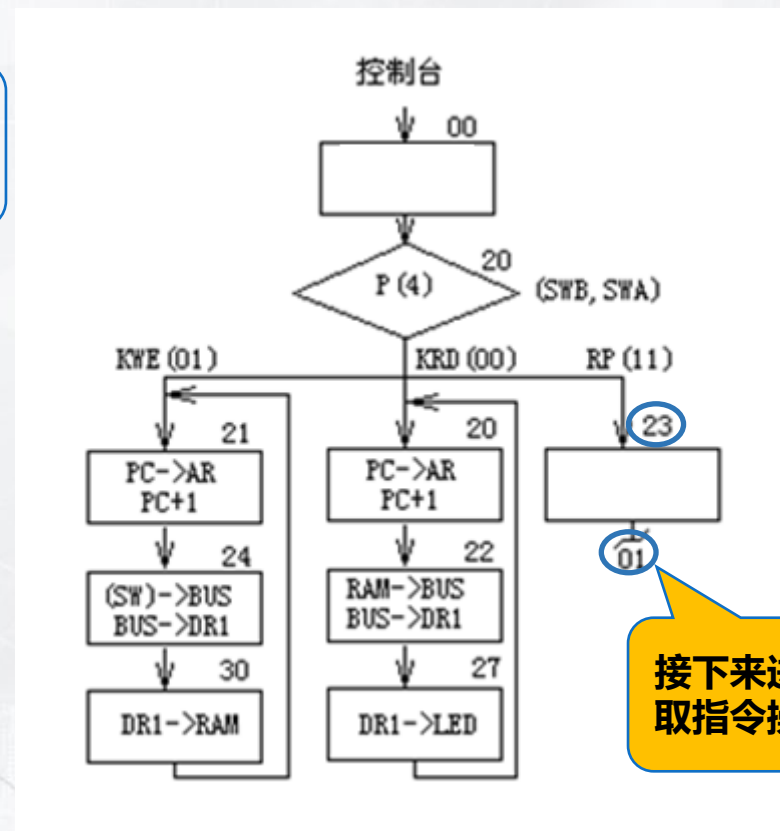 控制台
00
20
P(4)
(SWB, SWA)
KWE(01)
KRD(00)
RP(11)
21
20
23
PC->AR
PC+1
PC->AR
PC+1
24
22
01
(SW)->BUS
BUS->DR1
RAM->BUS
BUS->DR1
30
27
DR1->RAM
DR1->LED
接下来
取指令